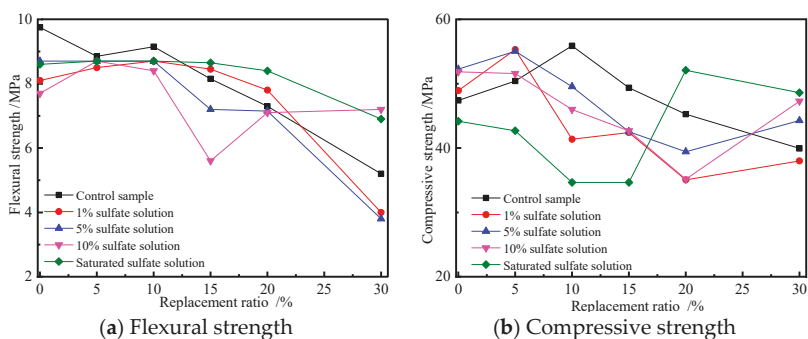 10
8
6
4
2
Flexural strength /MPa
Control sample
1% sulfate solution
5% sulfate solution
10% sulfate solution
Saturated sulfate solution
0 5 10 15 20 25 30
Replacement ratio /%
(a) Flexural strength
60
40
20
Compressive strength /MPa
Control sample
1% sulfate solution
5% sulfate solution
10% sulfate solution
Saturated sulfate solution
0 5 10 15 20 25 30
Replacement ratio /%
(b) Compressive strength